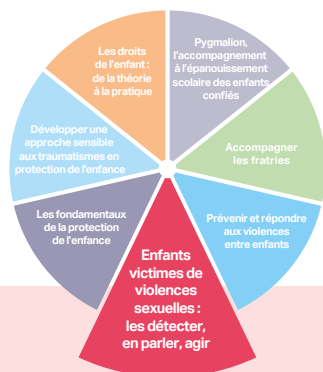 Les droits
de l'enfant :
de la théorie
à la pratique
Pygmalion,
l'accompagnement
à l'épanouissement
scolaire des enfants
confiés
Accompagner
les fratries
Prévenir et répondre
aux violences
entre enfants
Enfants
victimes de
violences
sexuelles :
les détecter,
en parler, agir
Les fondamentaux
de la protection
de l'enfance
Développer une
approche sensible
aux traumatismes en
protection de l'enfance